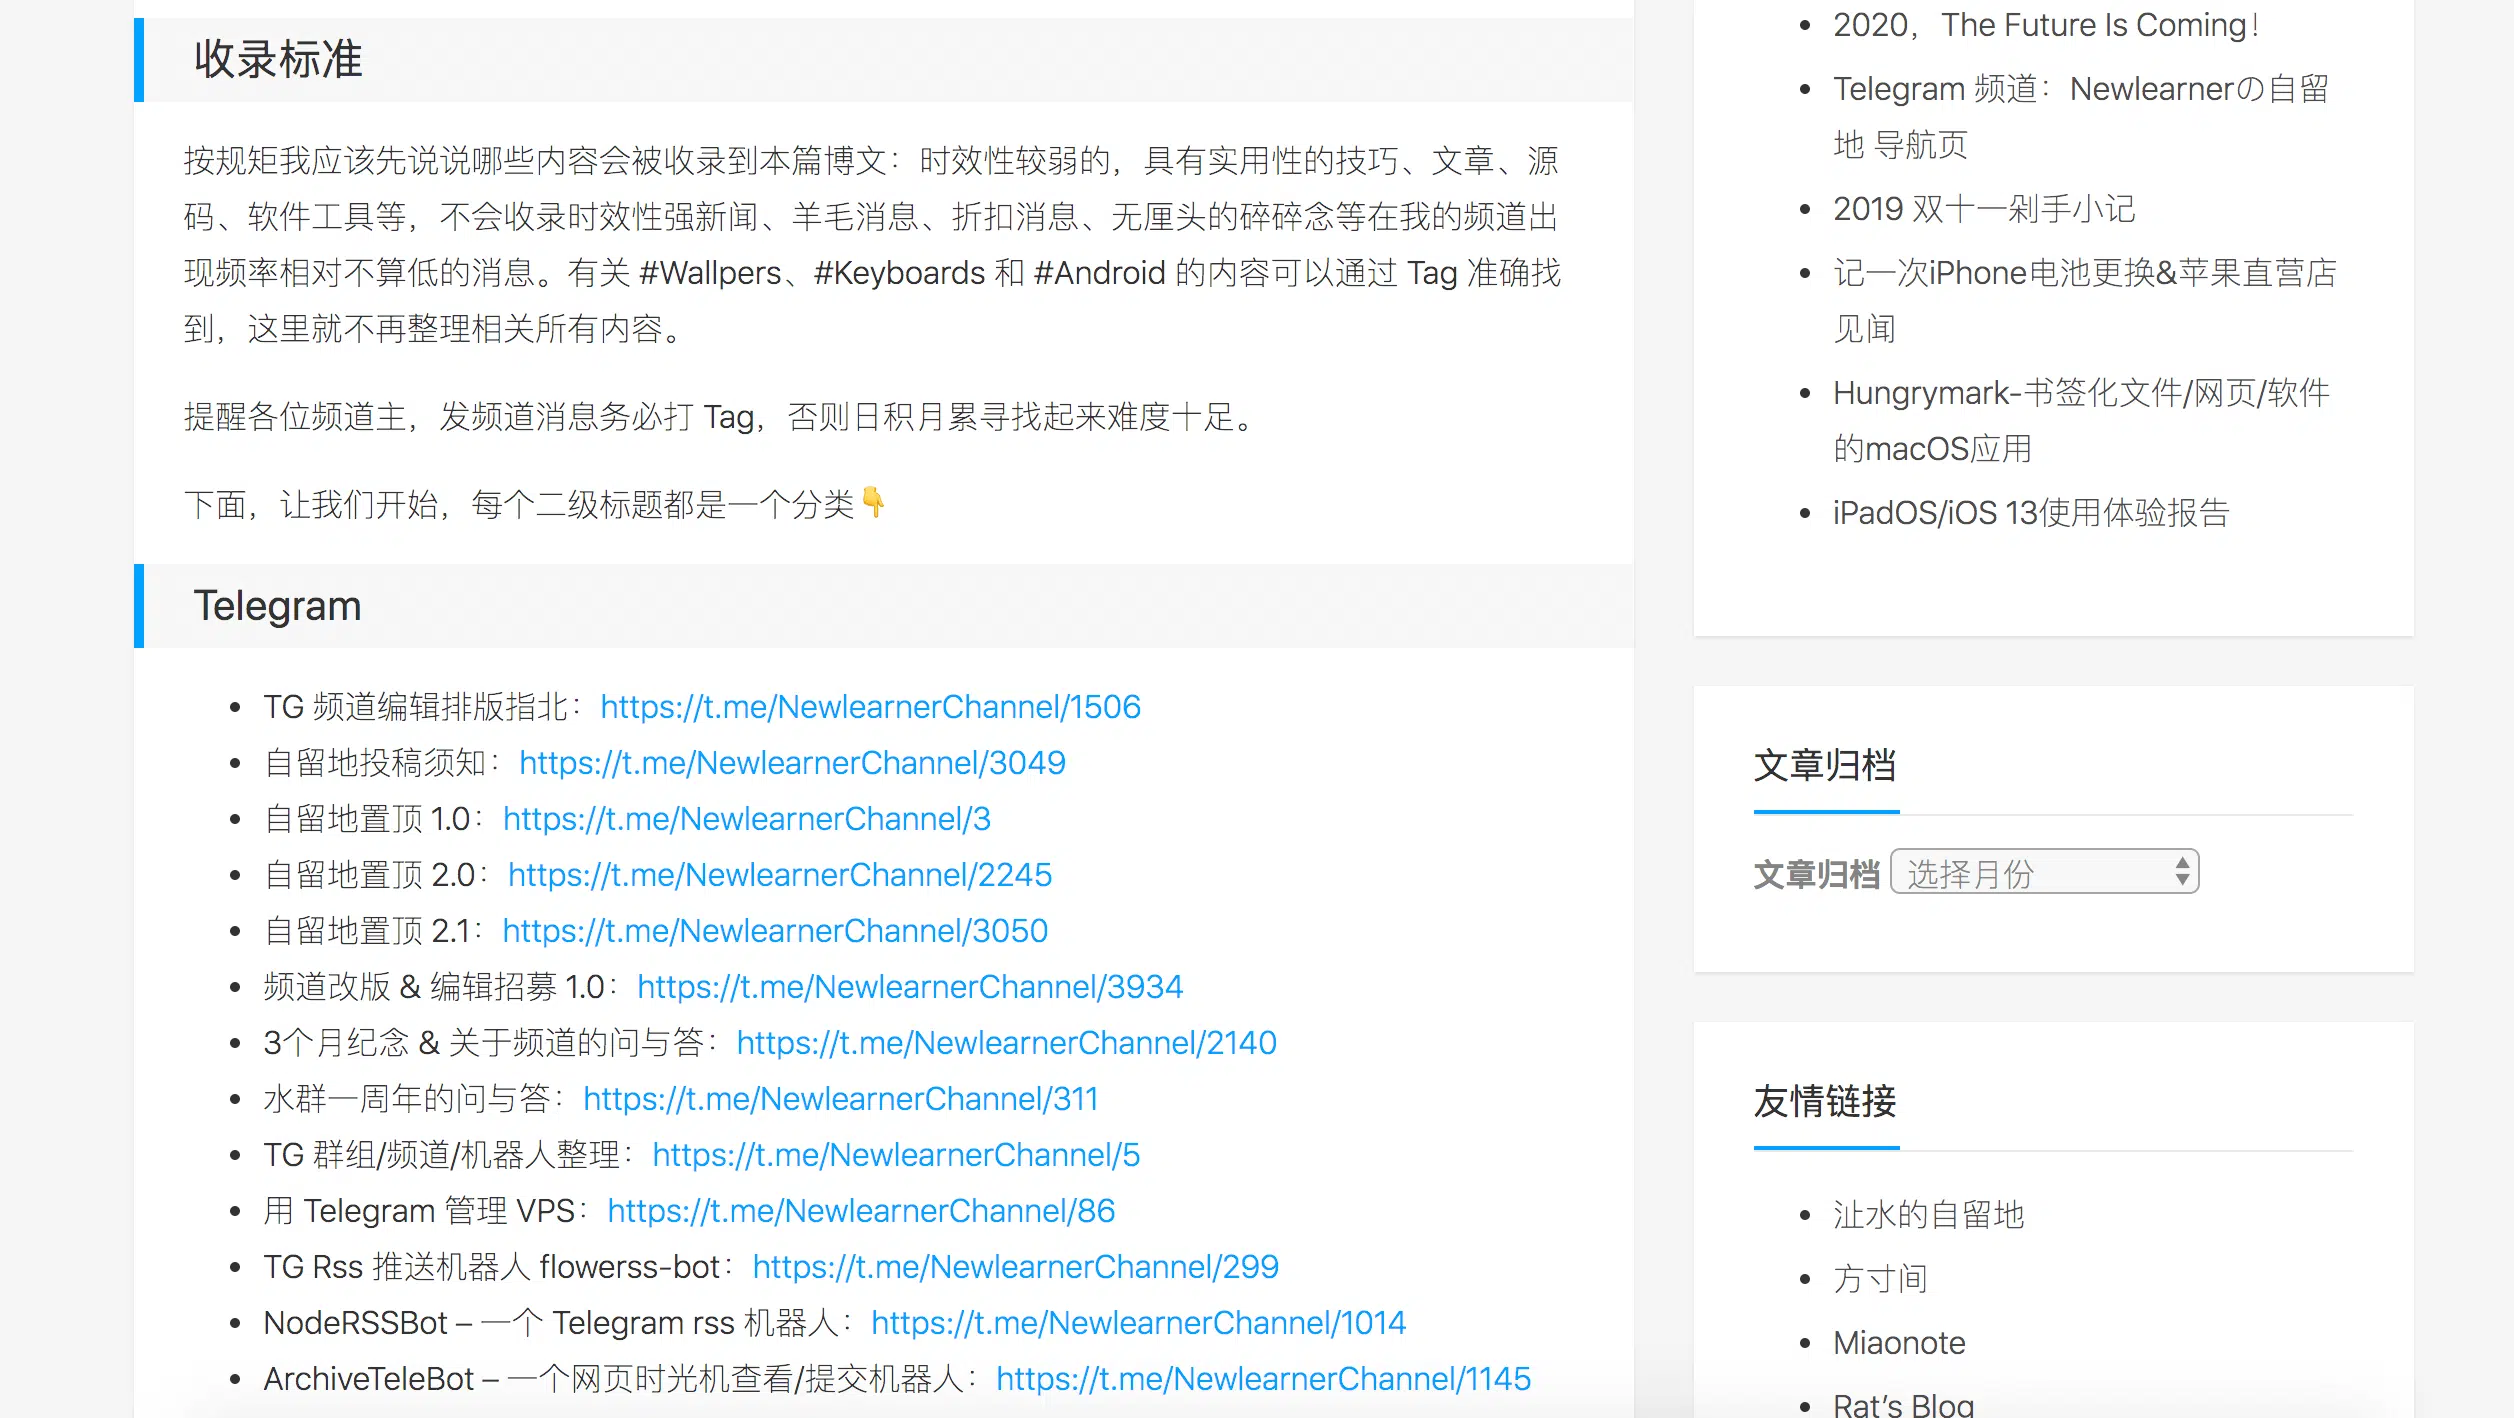 收录标准
按规矩我应该先说说哪些内容会被收录到本篇博文：时效性较弱的，具有实用性的技巧、文章、源
码、软件工具等，不会收录时效性强新闻、羊毛消息、折扣消息、无厘头的碎碎念等在我的频道出
现频率相对不算低的消息。有关 #Wallpers、#Keyboards 和 #Android 的内容可以通过 Tag 准确找
到，这里就不再整理相关所有内容。
提醒各位频道主，发频道消息务必打 Tag，否则日积月累寻找起来难度十足。
下面，让我们开始，每个二级标题都是一个分类👇
Telegram
TG 频道编辑排版指北：https://t.me/NewlearnerChannel/1506
自留地投稿须知：https://t.me/NewlearnerChannel/3049
自留地置顶 1.0：https://t.me/NewlearnerChannel/3
自留地置顶 2.0：https://t.me/NewlearnerChannel/2245
自留地置顶 2.1：https://t.me/NewlearnerChannel/3050
频道改版 & 编辑招募 1.0：https://t.me/NewlearnerChannel/3934
3个月纪念 & 关于频道的问与答：https://t.me/NewlearnerChannel/2140
水群一周年的问与答：https://t.me/NewlearnerChannel/311
TG 群组/频道/机器人整理：https://t.me/NewlearnerChannel/5
用 Telegram 管理 VPS：https://t.me/NewlearnerChannel/86
TG Rss 推送机器人 flowerss-bot：https://t.me/NewlearnerChannel/299
NodeRSSBot – 一个 Telegram rss 机器人：https://t.me/NewlearnerChannel/1014
ArchiveTeleBot – 一个网页时光机查看/提交机器人：https://t.me/NewlearnerChannel/1145
2020，The Future Is Coming！
Telegram 频道：Newlearnerの自留
地 导航页
2019 双十一剁手小记
记一次iPhone电池更换&苹果直营店
见闻
Hungrymark-书签化文件/网页/软件
的macOS应用
iPadOS/iOS 13使用体验报告
文章归档
文章归档 选择月份
友情链接
沚水的自留地
方寸间
Miaonote
Rat’s Blog